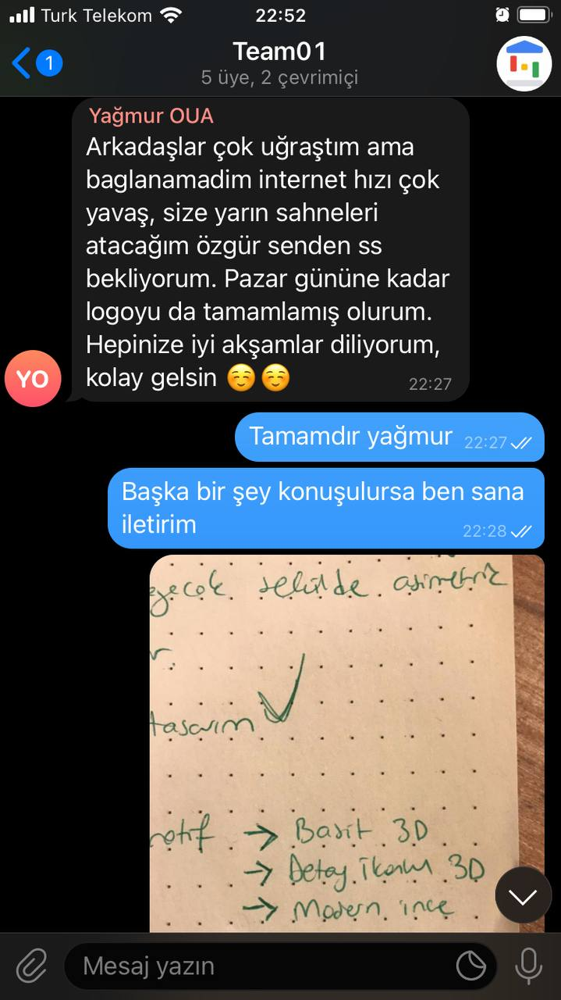 Turk Telekom
22:52
1
Team01
5 üye, 2 çevrimiçi
Yağmur OUA
Arkadaşlar çok uğraştım ama
baglanamadim internet hızı çok
yavaş, size yarın sahneleri
atacağım özgür senden ss
bekliyorum. Pazar gününe kadar
logoyu da tamamlamış olurum.
Hepinize iyi akşamlar diliyorum,
kolay gelsin ☺️☺️
22:27
YO
Tamamdır yağmur 22:27
Başka bir şey konuşulursa ben sana
iletirim 22:28
şekilde asimetrik
tasarım
→ Basit 3D
→ Detay 3D
→ Modern ince
Mesaj yazın